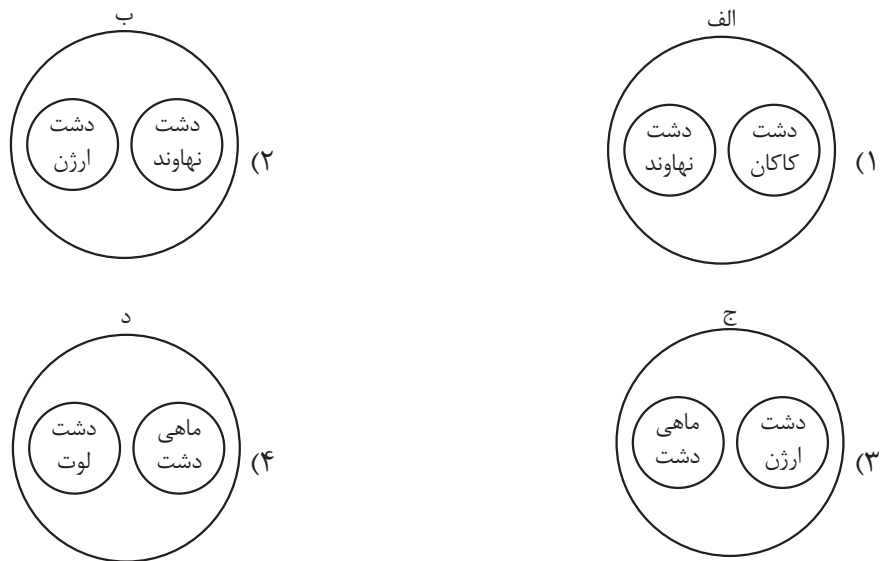 الف
دشت
کاکان
دشت
نهاوند
۱)
ب
دشت
نهاوند
دشت
ارژن
۲)
ج
دشت
ارژن
ماهی
دشت
۳)
د
ماهی
دشت
دشت
لوت
۴)